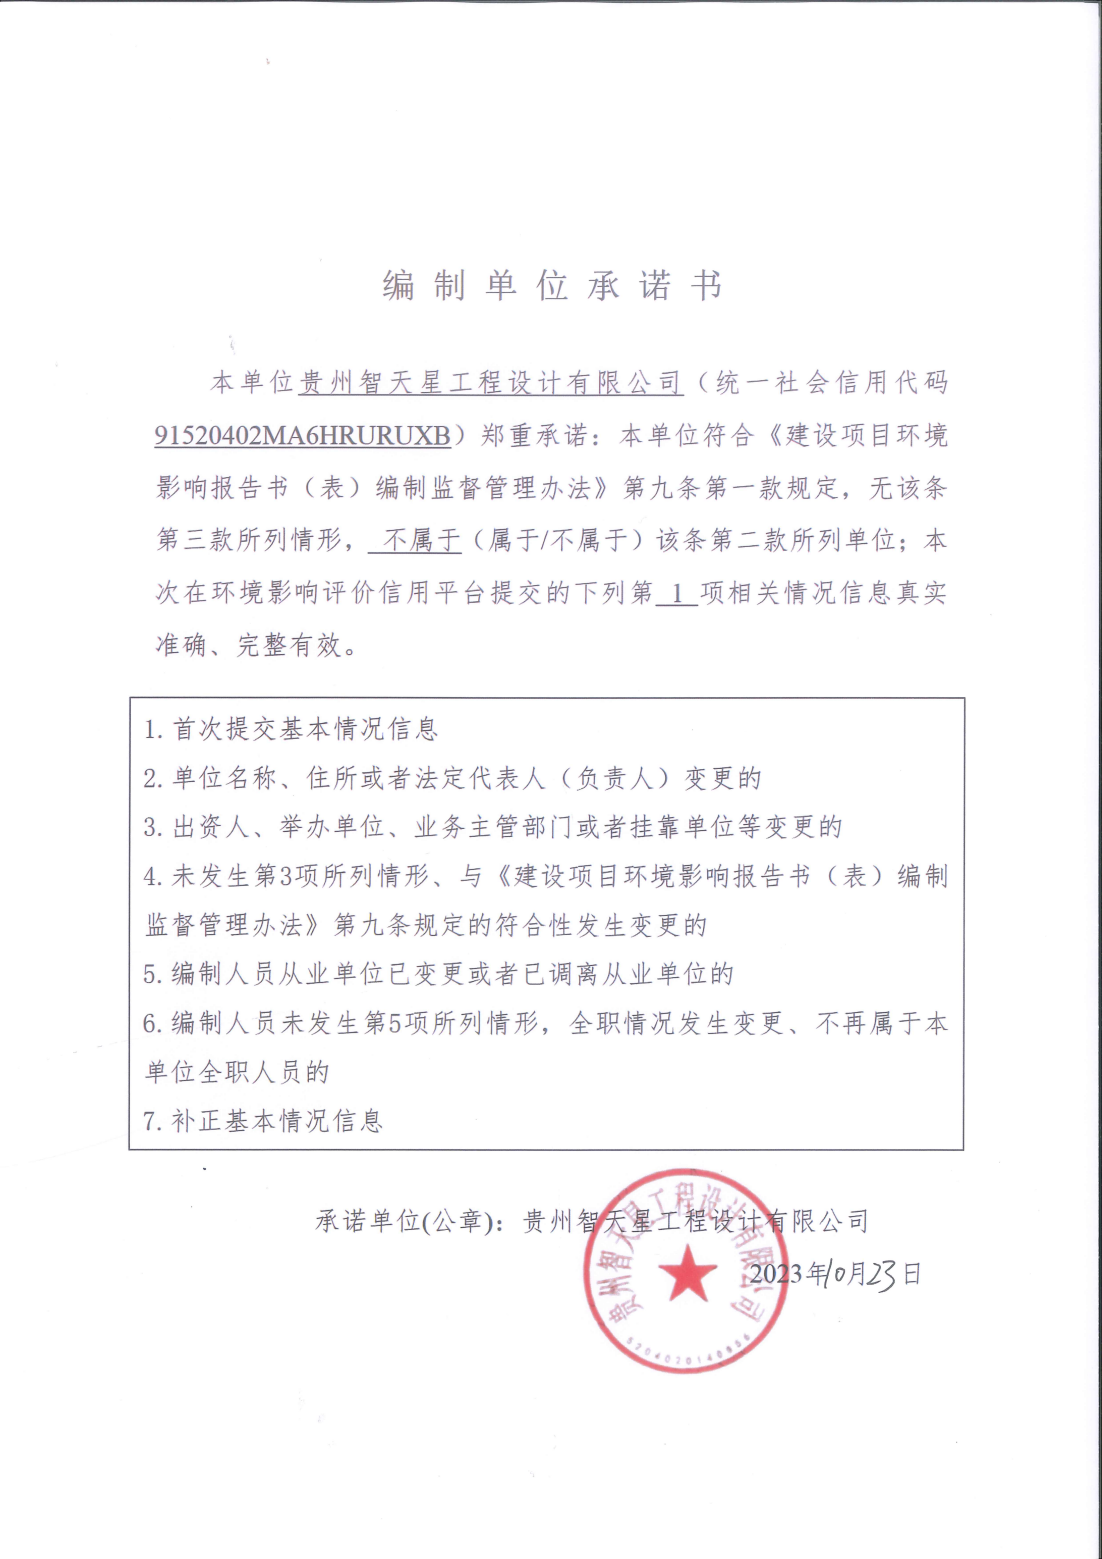 编制单位承诺书
本单位贵州智天星工程设计有限公司（统一社会信用代码
91520402MA6HRURUXB）郑重承诺：本单位符合《建设项目环境
影响报告书（表）编制监督管理办法》第九条第一款规定，无该条
第三款所列情形，不属于（属于/不属于）该条第二款所列单位；本
次在环境影响评价信用平台提交的下列第 1 项相关情况信息真实
准确、完整有效。
1. 首次提交基本情况信息
2. 单位名称、住所或者法定代表人（负责人）变更的
3. 出资人、举办单位、业务主管部门或者挂靠单位等变更的
4. 未发生第3项所列情形、与《建设项目环境影响报告书（表）编制
监督管理办法》第九条规定的符合性发生变更的
5. 编制人员从业单位已变更或者已调离从业单位的
6. 编制人员未发生第5项所列情形，全职情况发生变更、不再属于本
单位全职人员的
7. 补正基本情况信息
承诺单位(公章)：贵州智天星工程设计有限公司
2023年10月23日
贵州智天星工程设计有限公司